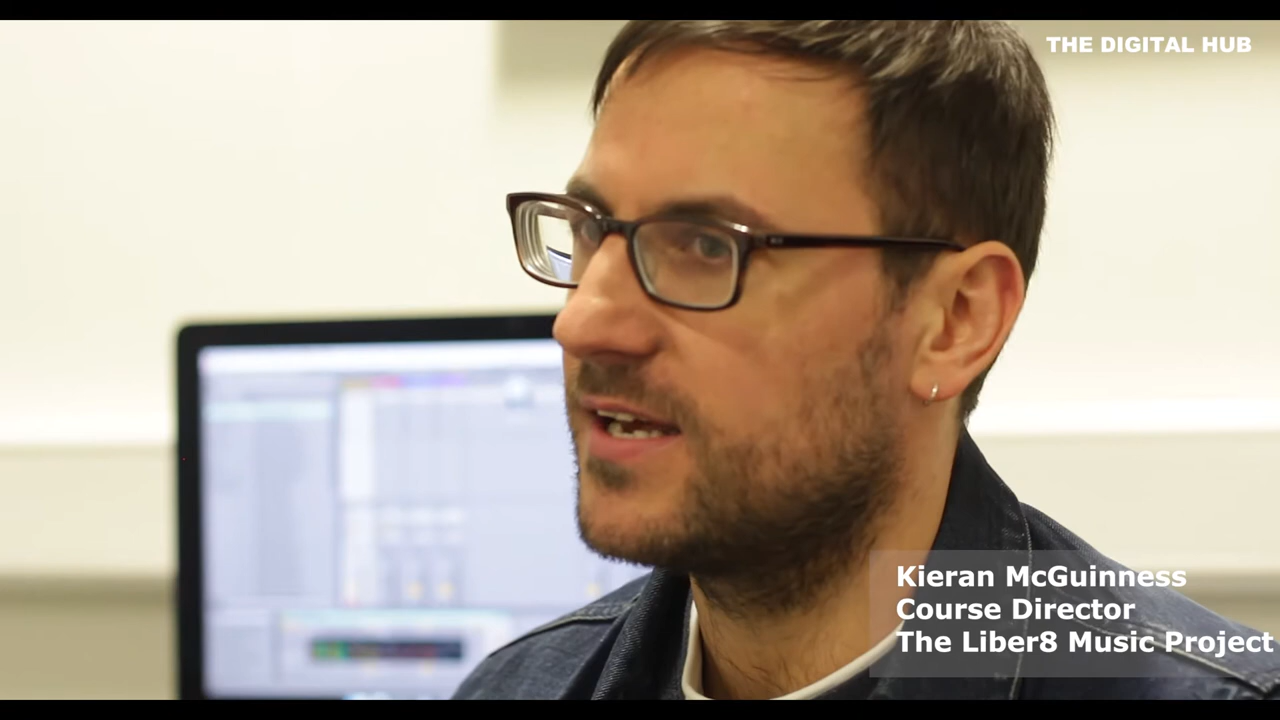 THE DIGITAL HUB
Kieran McGuinness
Course Director
The Liber8 Music Project